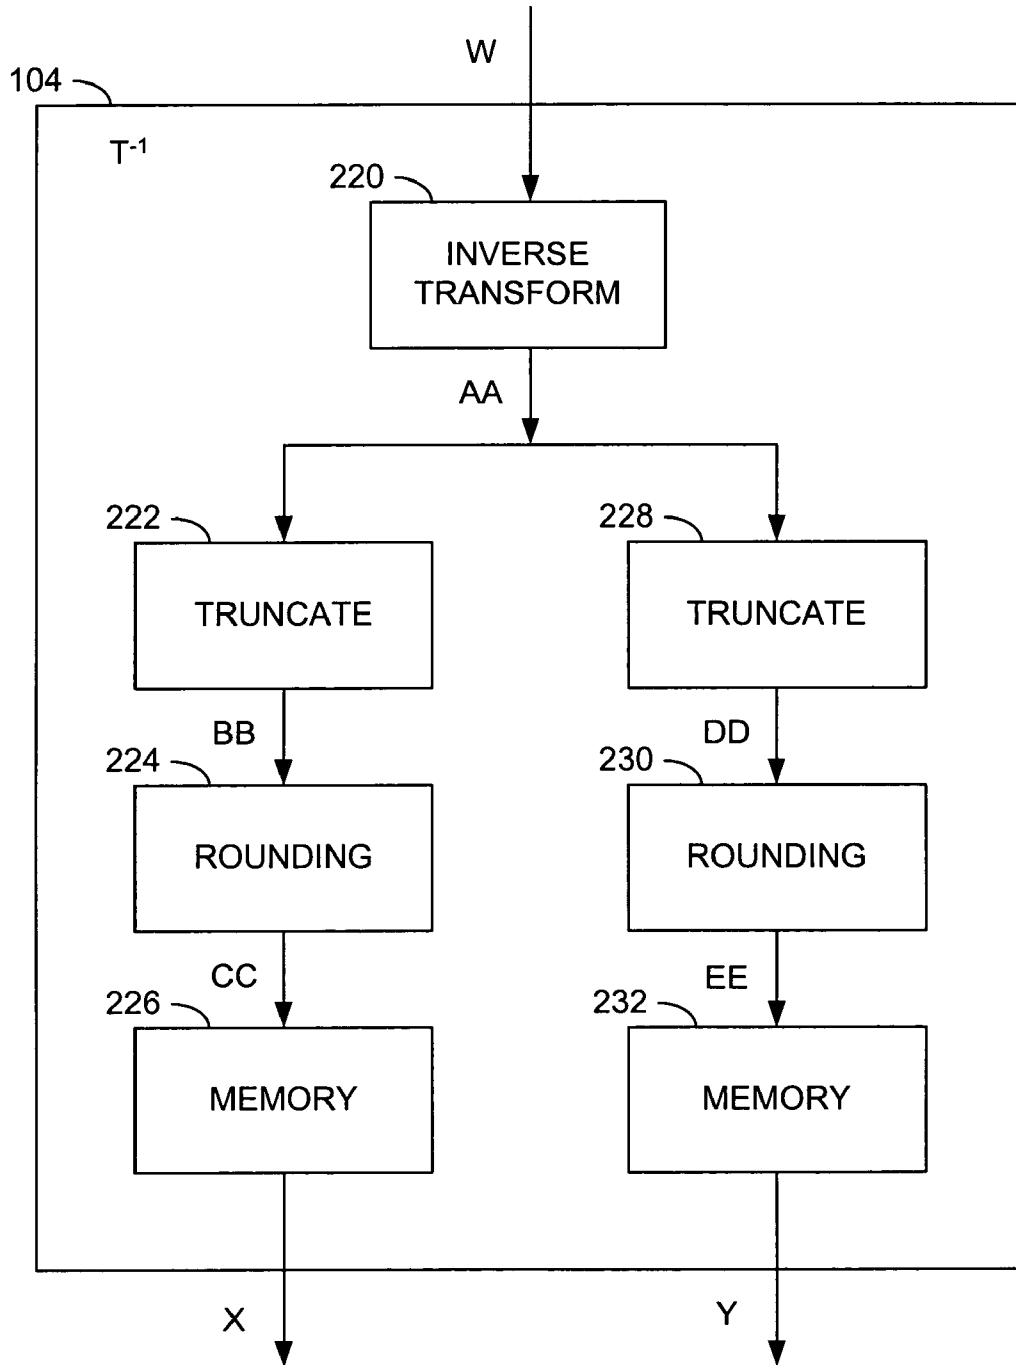 W
104
T-1
220
INVERSE
TRANSFORM
AA
222
228
TRUNCATE
TRUNCATE
BB
DD
224
230
ROUNDING
ROUNDING
CC
EE
226
232
MEMORY
MEMORY
X
Y